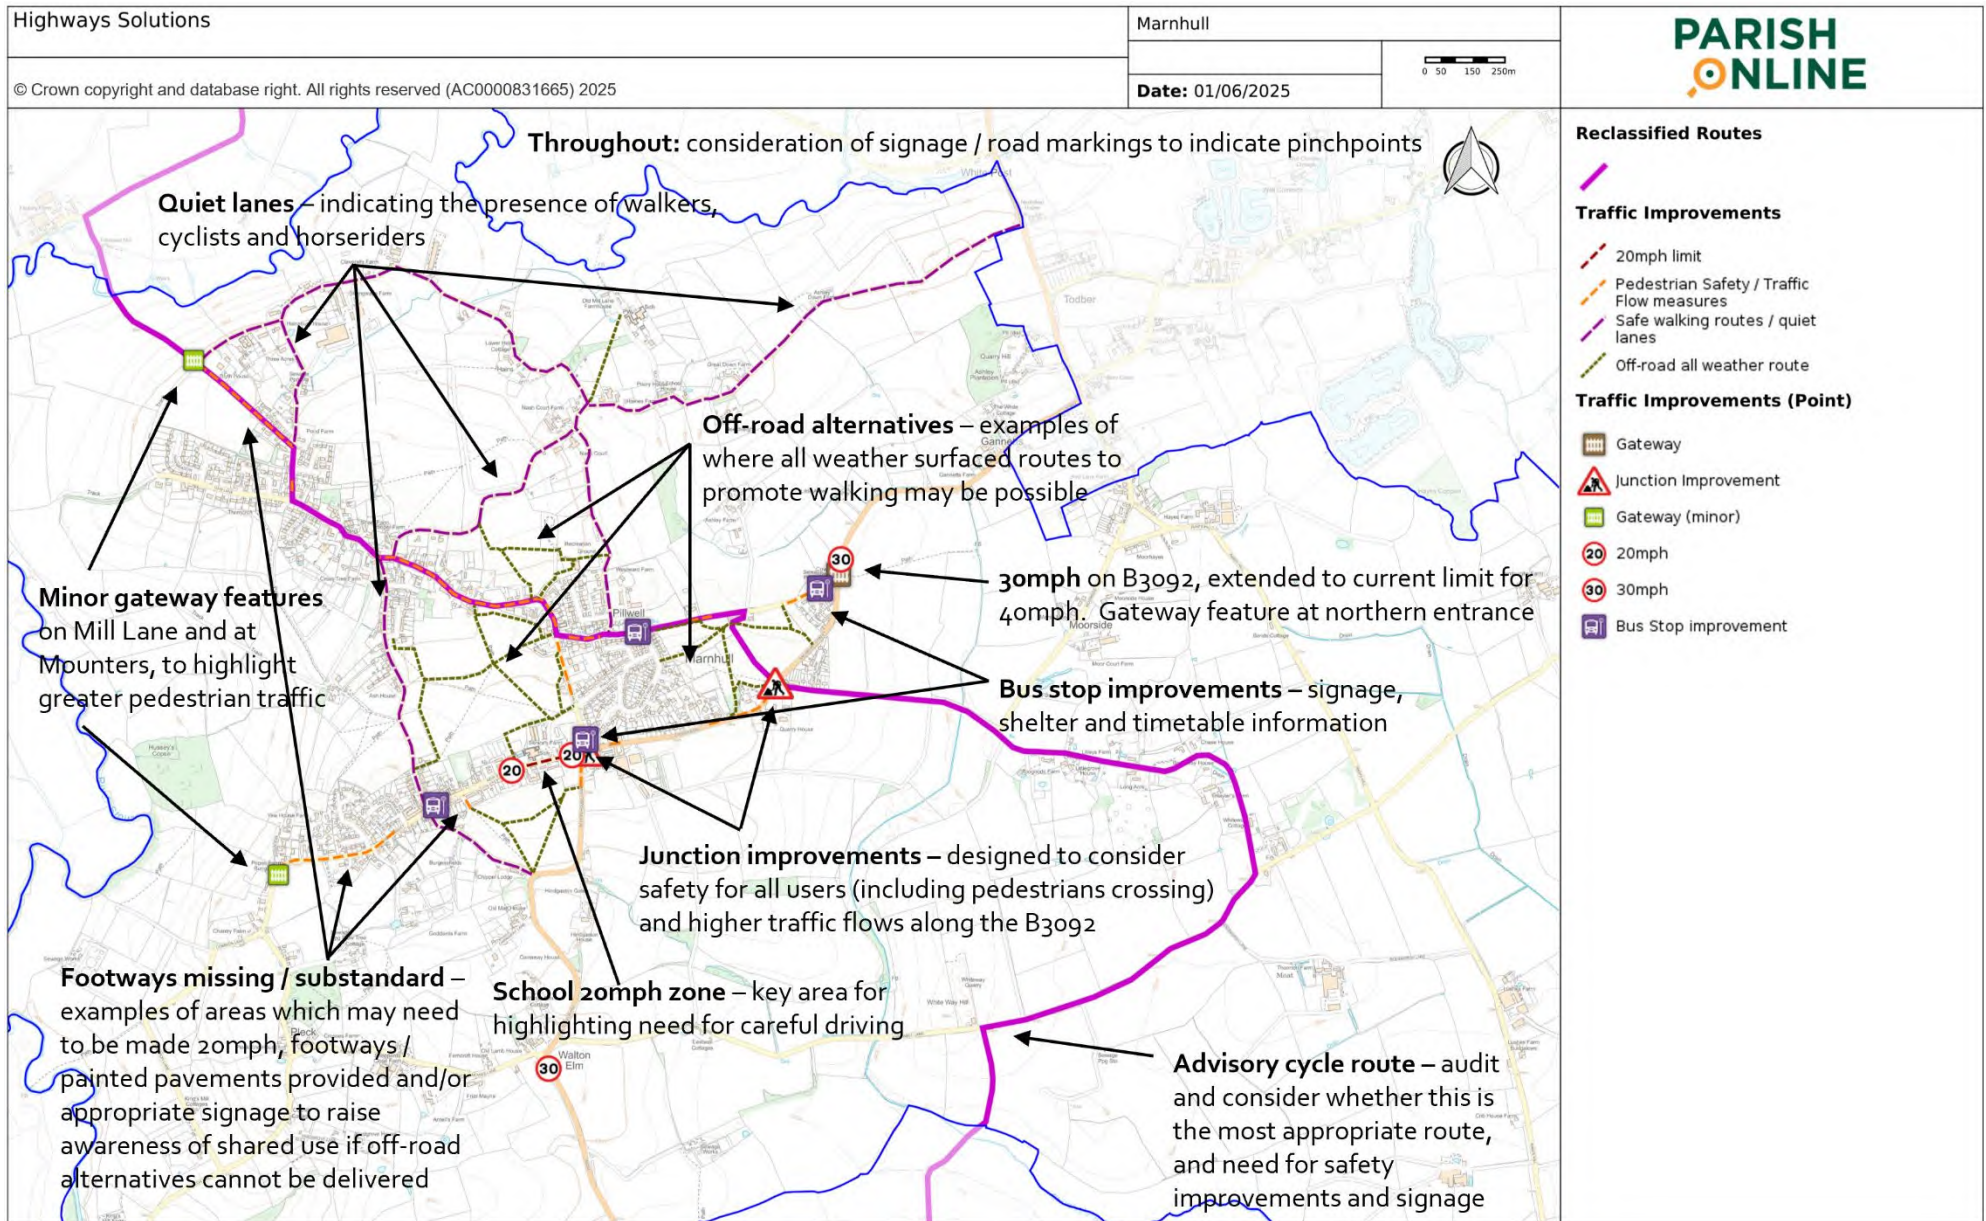 Highways Solutions
© Crown copyright and database right. All rights reserved (AC0000831665) 2025
Marnhull
0 50 150 250m
Date: 01/06/2025
PARISH
ONLINE
Throughout: consideration of signage / road markings to indicate pinchpoints
Quiet lanes – indicating the presence of walkers,
cyclists and horseriders
Off-road alternatives – examples of
where all weather surfaced routes to
promote walking may be possible
30mph on B3092, extended to current limit for
40mph. Gateway feature at northern entrance
Minor gateway features
on Mill Lane and at
Mounters, to highlight
greater pedestrian traffic
Bus stop improvements – signage,
shelter and timetable information
Junction improvements – designed to consider
safety for all users (including pedestrians crossing)
and higher traffic flows along the B3092
Footways missing / substandard –
examples of areas which may need
to be made 20mph, footways /
painted pavements provided and/or
appropriate signage to raise
awareness of shared use if off-road
alternatives cannot be delivered
School 20mph zone – key area for
highlighting need for careful driving
Advisory cycle route – audit
and consider whether this is
the most appropriate route,
and need for safety
improvements and signage
White Post
Todber
Quarry Hill
Pillwell
Marnhull
Moorside
Walton
Elm
Pleck
White Way Hill
30
20
20
30
Reclassified Routes
Traffic Improvements
20mph limit
Pedestrian Safety / Traffic
Flow measures
Safe walking routes / quiet
lanes
Off-road all weather route
Traffic Improvements (Point)
Gateway
Junction Improvement
Gateway (minor)
20 20mph
30 30mph
Bus Stop improvement